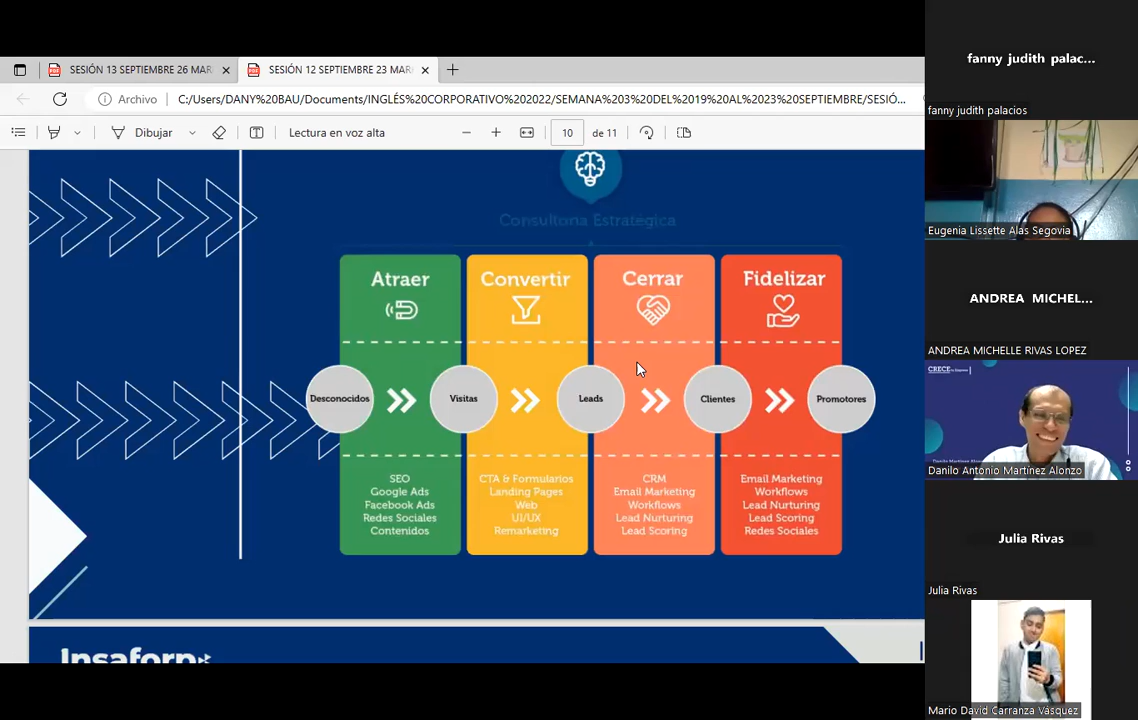 SESIÓN 13 SEPTIEMBRE 26 MAR
SESIÓN 12 SEPTIEMBRE 23 MAR
Archivo
C:/Users/DANY%20BAU/Documents/INGLÉS%20CORPORATIVO%202022/SEMANA%203%20DEL%2019%20AL%2023%20SEPTIEMBRE/SESIÓ...
Dibujar
Lectura en voz alta
10 de 11
Consultoría Estratégica
Atraer
Convertir
Cerrar
Fidelizar
Desconocidos
Visitas
Leads
Clientes
Promotores
SEO
Google Ads
Facebook Ads
Redes Sociales
Contenidos
CTA & Formularios
Landing Pages
Web
UI/UX
Remarketing
CRM
Email Marketing
Workflows
Lead Nurturing
Lead Scoring
Email Marketing
Workflows
Lead Nurturing
Lead Scoring
Redes Sociales
Insaforp
fanny judith palac...
fanny judith palacios
Eugenia Lissette Alas Segovia
ANDREA MICHEL...
ANDREA MICHELLE RIVAS LOPEZ
CRECE
Danilo Antonio Martínez Alonzo
Julia Rivas
Julia Rivas
Mario David Carranza Vásquez